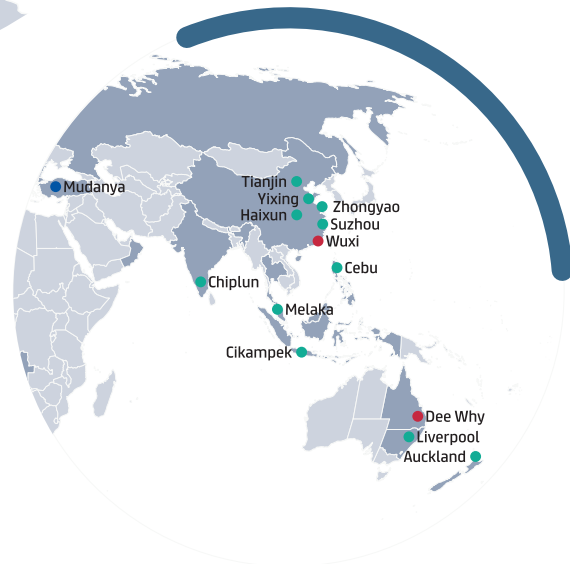 Tianjin
Mudanya
Yixing
Zhongyao
Haixun
Suzhou
Wuxi
Cebu
Chiplun
Melaka
Cikampek
Dee Why
Liverpool
Auckland